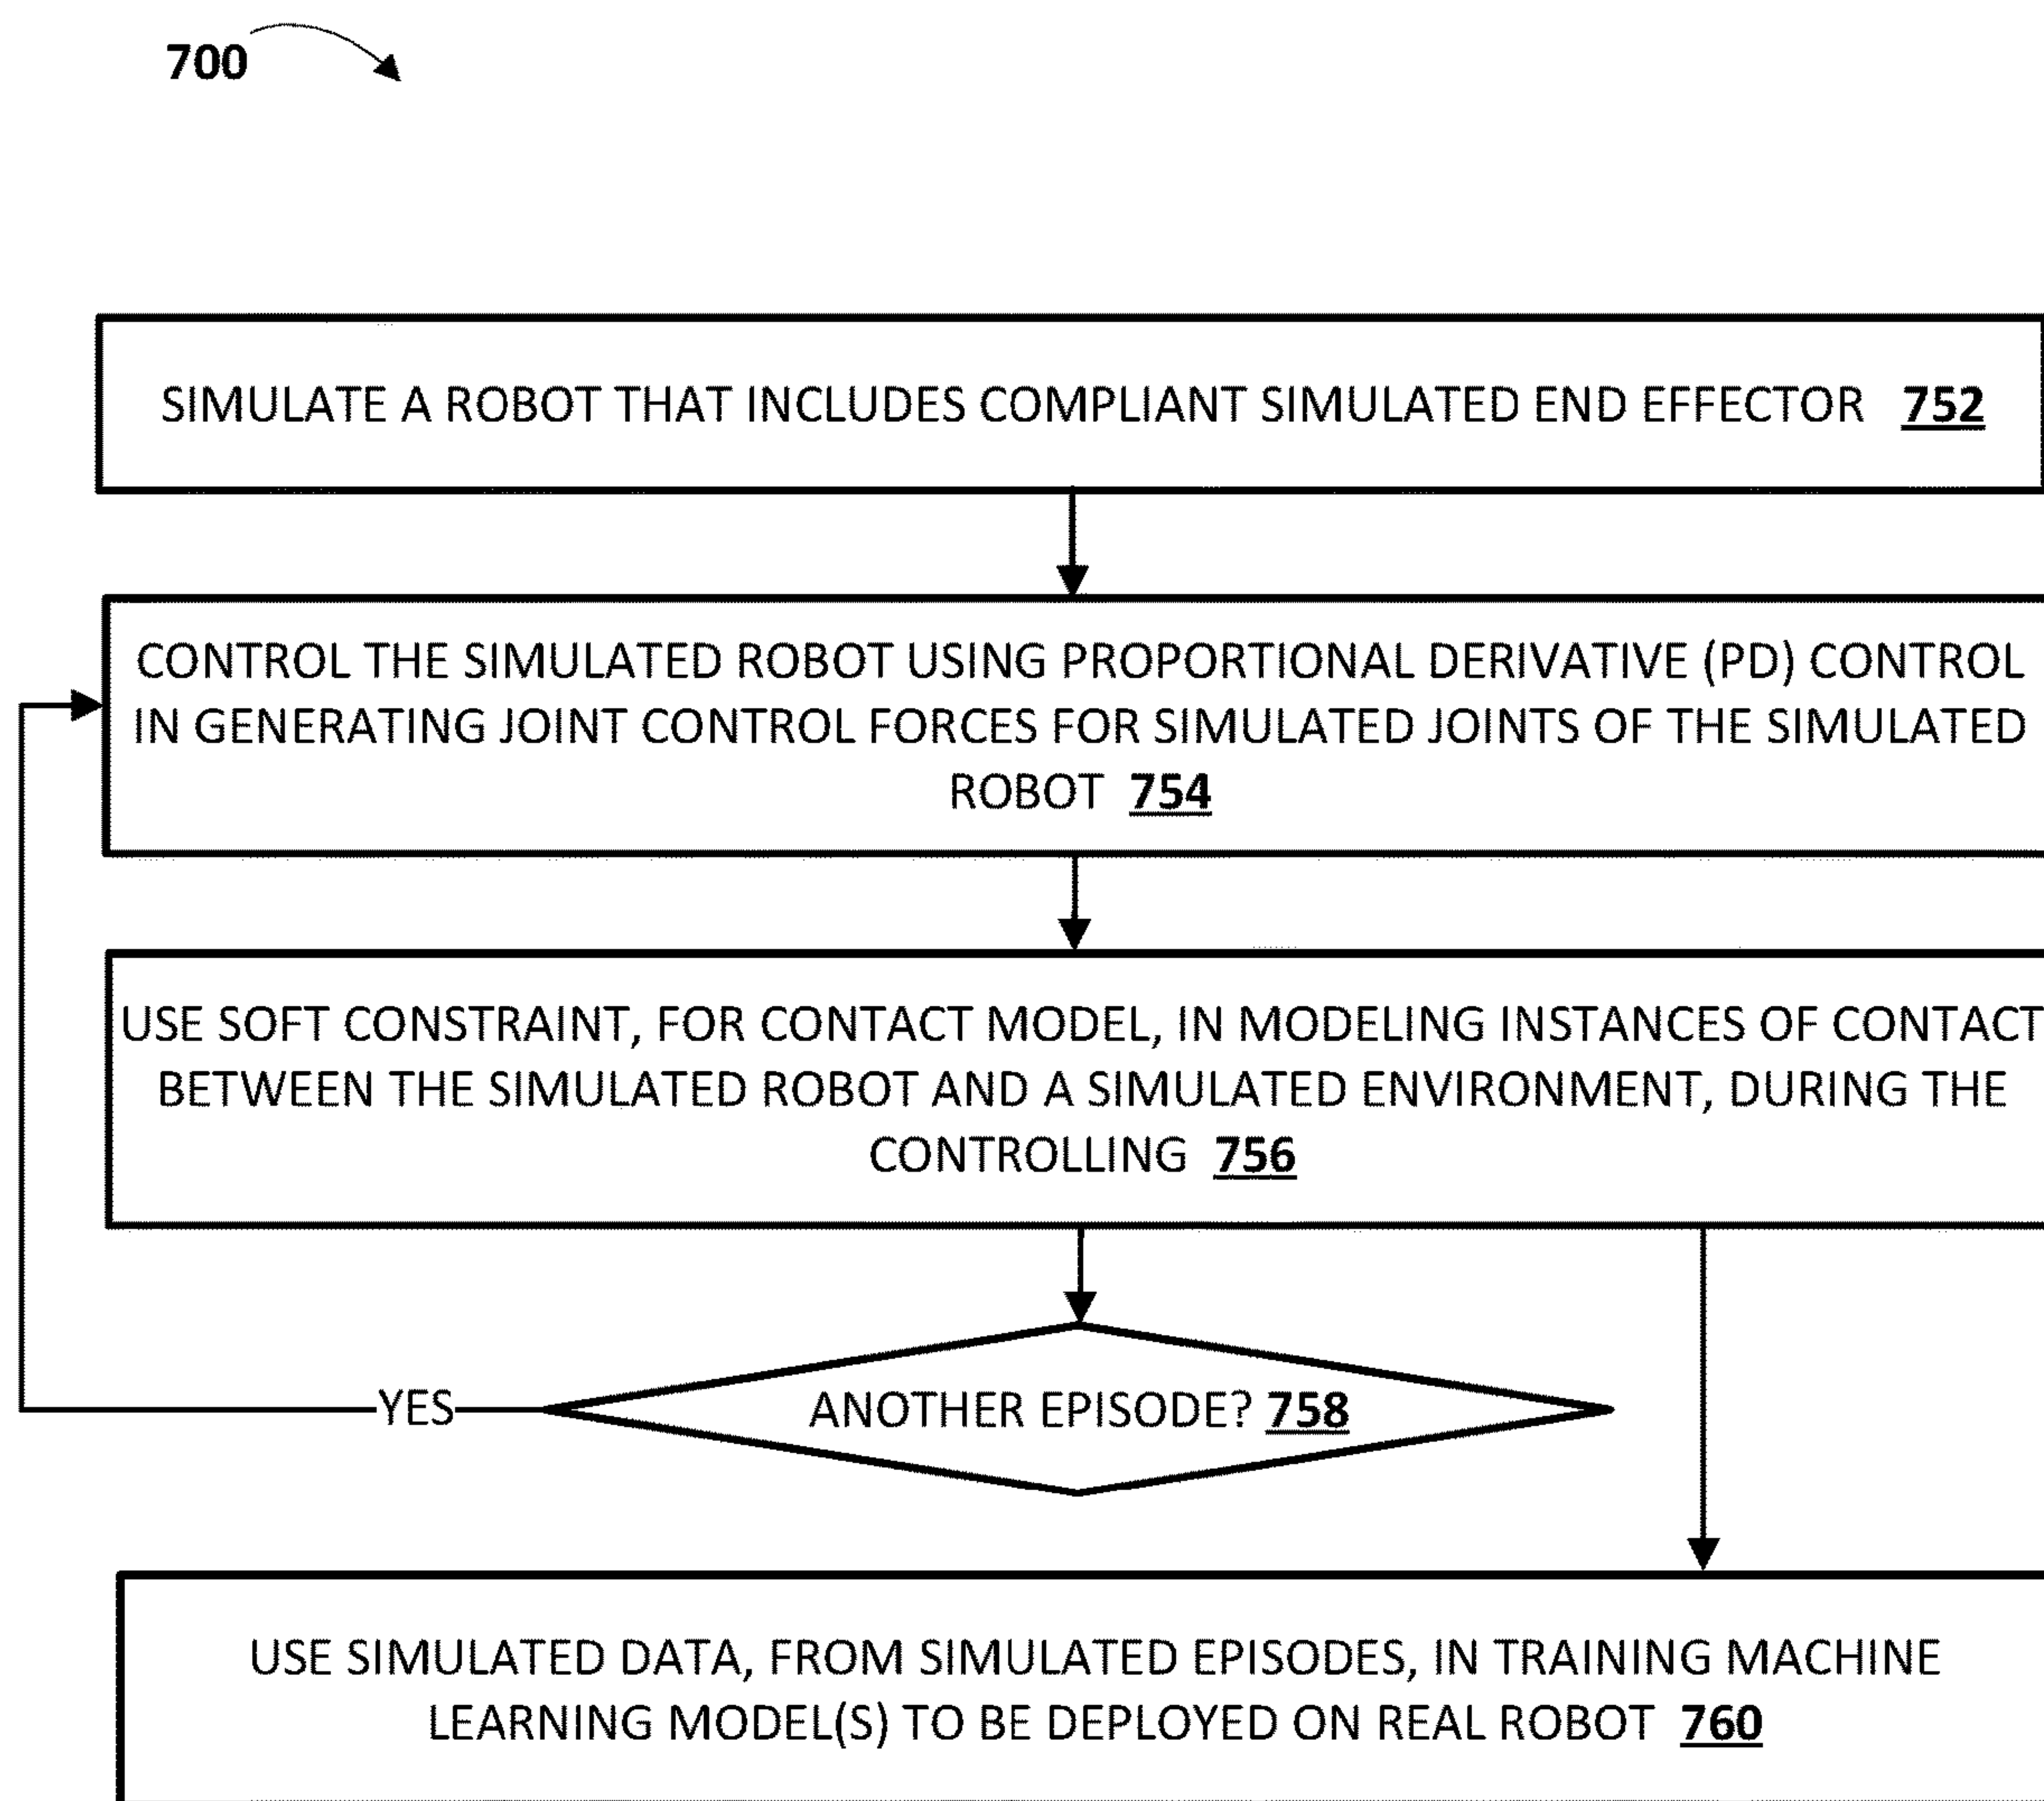 700
SIMULATE A ROBOT THAT INCLUDES COMPLIANT SIMULATED END EFFECTOR 752
CONTROL THE SIMULATED ROBOT USING PROPORTIONAL DERIVATIVE (PD) CONTROL
IN GENERATING JOINT CONTROL FORCES FOR SIMULATED JOINTS OF THE SIMULATED
ROBOT 754
USE SOFT CONSTRAINT, FOR CONTACT MODEL, IN MODELING INSTANCES OF CONTACT
BETWEEN THE SIMULATED ROBOT AND A SIMULATED ENVIRONMENT, DURING THE
CONTROLLING 756
YES
ANOTHER EPISODE? 758
USE SIMULATED DATA, FROM SIMULATED EPISODES, IN TRAINING MACHINE
LEARNING MODEL(S) TO BE DEPLOYED ON REAL ROBOT 760